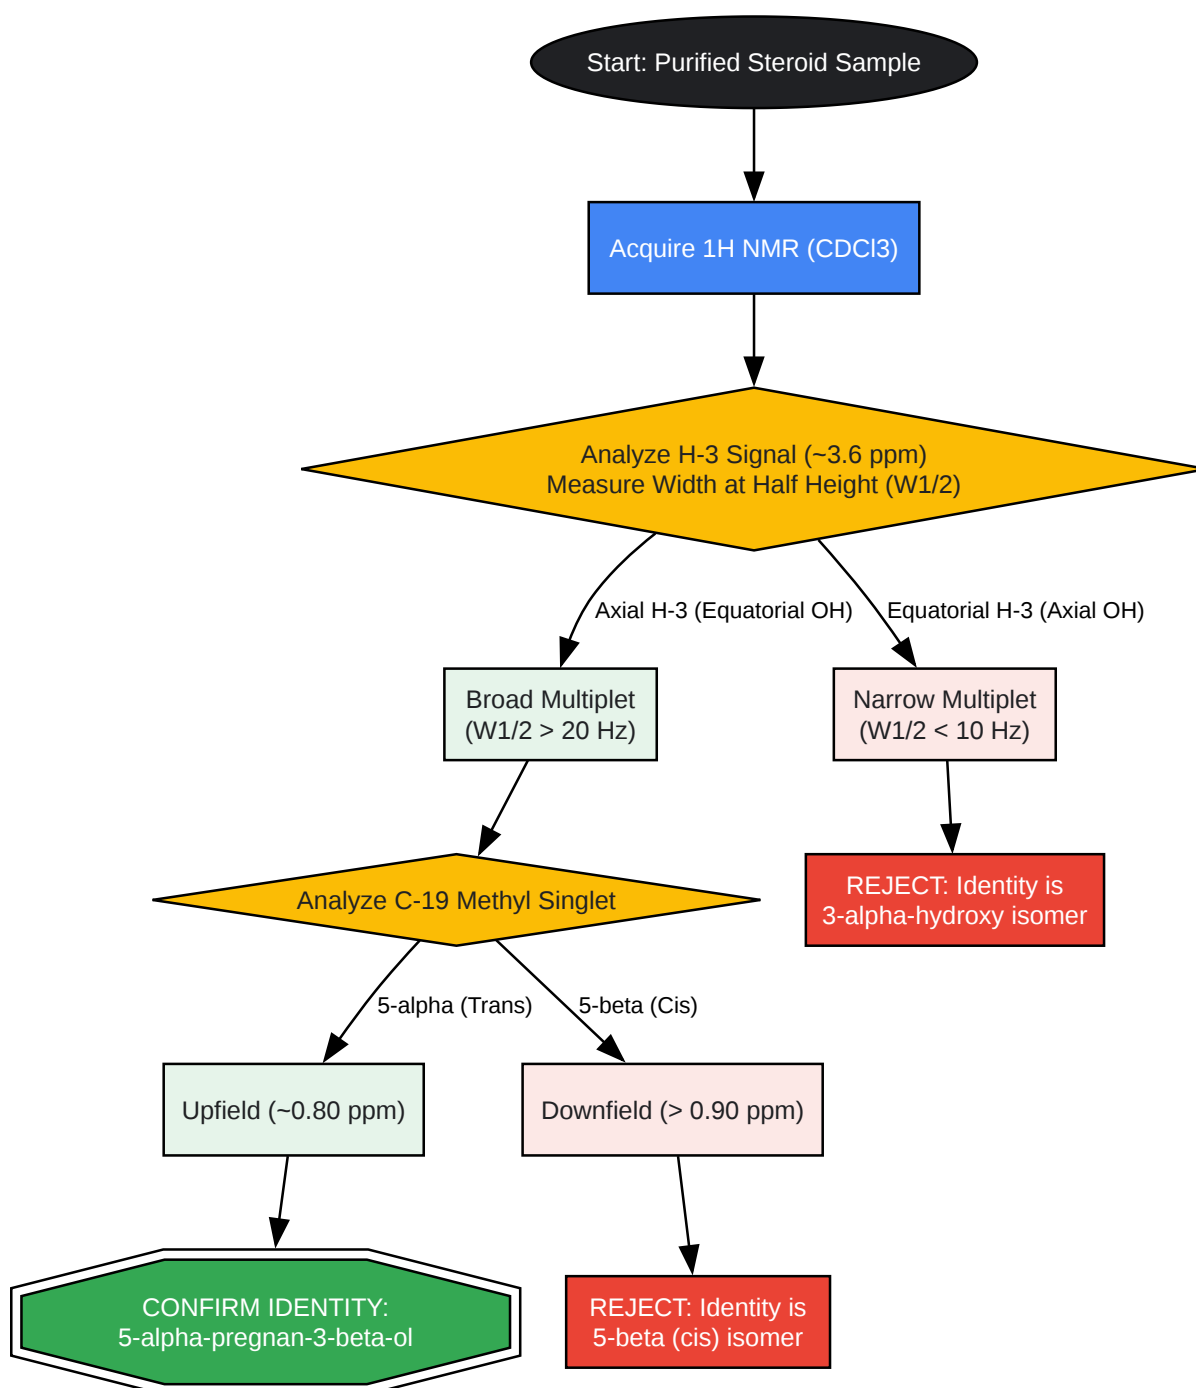 Start: Purified Steroid Sample
Acquire 1H NMR (CDCl3)
Analyze H-3 Signal (~3.6 ppm)
Measure Width at Half Height (W1/2)
Axial H-3 (Equatorial OH)
Equatorial H-3 (Axial OH)
Broad Multiplet
(W1/2 > 20 Hz)
Narrow Multiplet
(W1/2 < 10 Hz)
Analyze C-19 Methyl Singlet
REJECT: Identity is
3-alpha-hydroxy isomer
5-alpha (Trans)
5-beta (Cis)
Upfield (~0.80 ppm)
Downfield (> 0.90 ppm)
CONFIRM IDENTITY:
5-alpha-pregnan-3-beta-ol
REJECT: Identity is
5-beta (cis) isomer